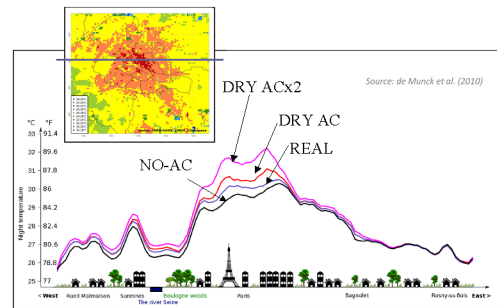 Source: de Munck et al. (2010)
DRY ACx2
DRY AC
REAL
NO-AC
°C °F
33 91.4
32 89.6
31 87.8
30 86
29 84.2
28 82.4
27 80.6
26 78.8
25 77
Night temperature
< West Rueil Malmaison Suresnes Boulogne woods Paris Bagnolet Rosny-ss-Bois East >
The river Seine